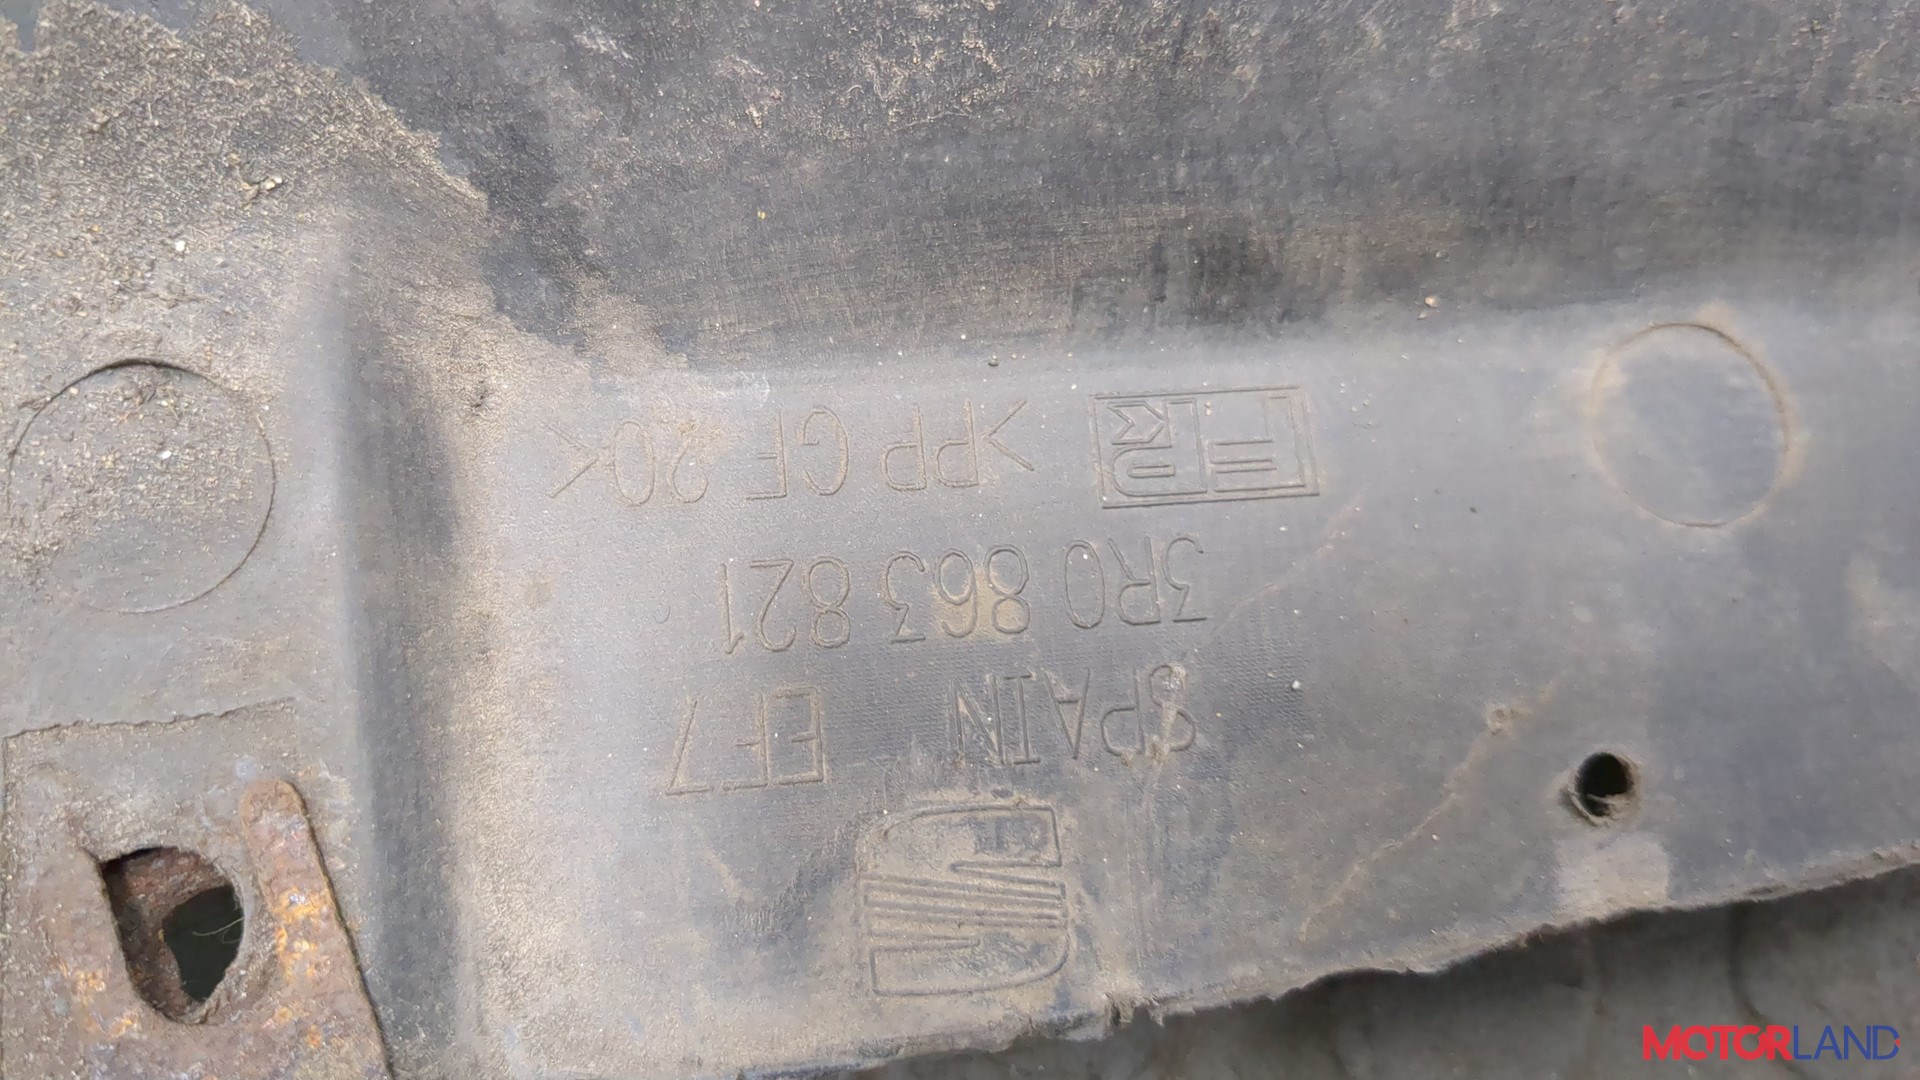 >PP GF 20<
3R0 863 821
SPAIN EF7
MOTORLAND